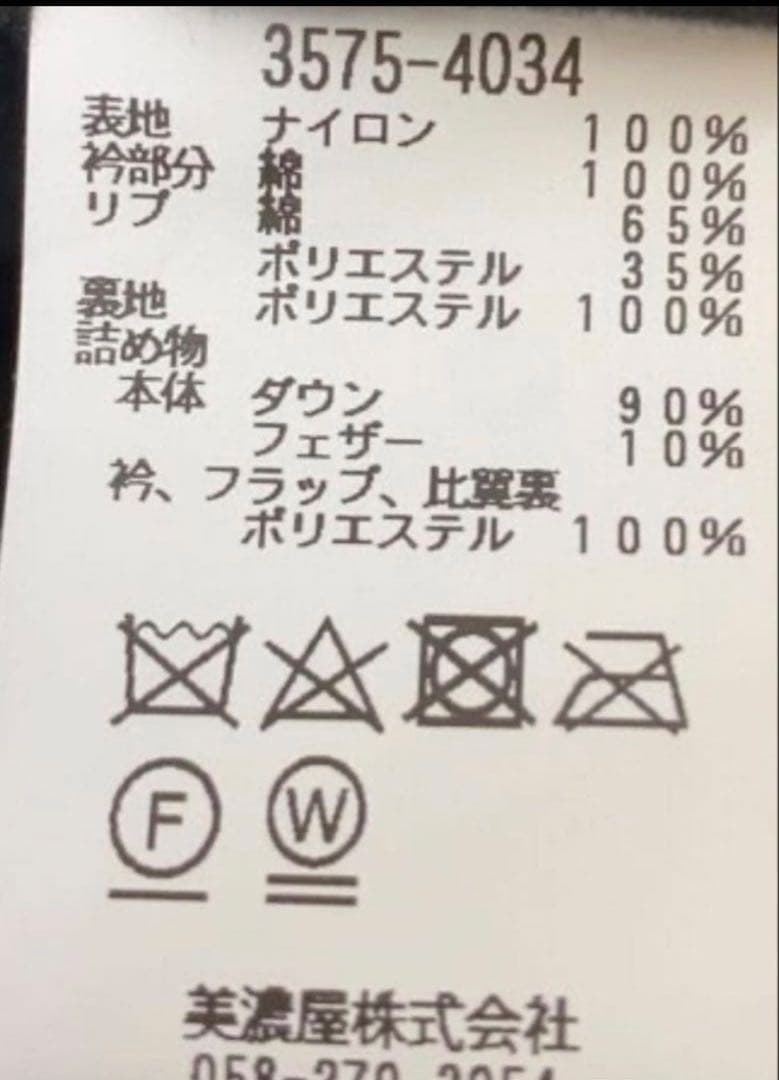 3575-4034
表地 ナイロン 100%
衿部分 綿 100%
リブ 綿 65%
ポリエステル 35%
裏地 ポリエステル 100%
詰め物
本体 ダウン 90%
フェザー 10%
衿、フラップ、比翼裏
ポリエステル 100%
F W
美濃屋株式会社